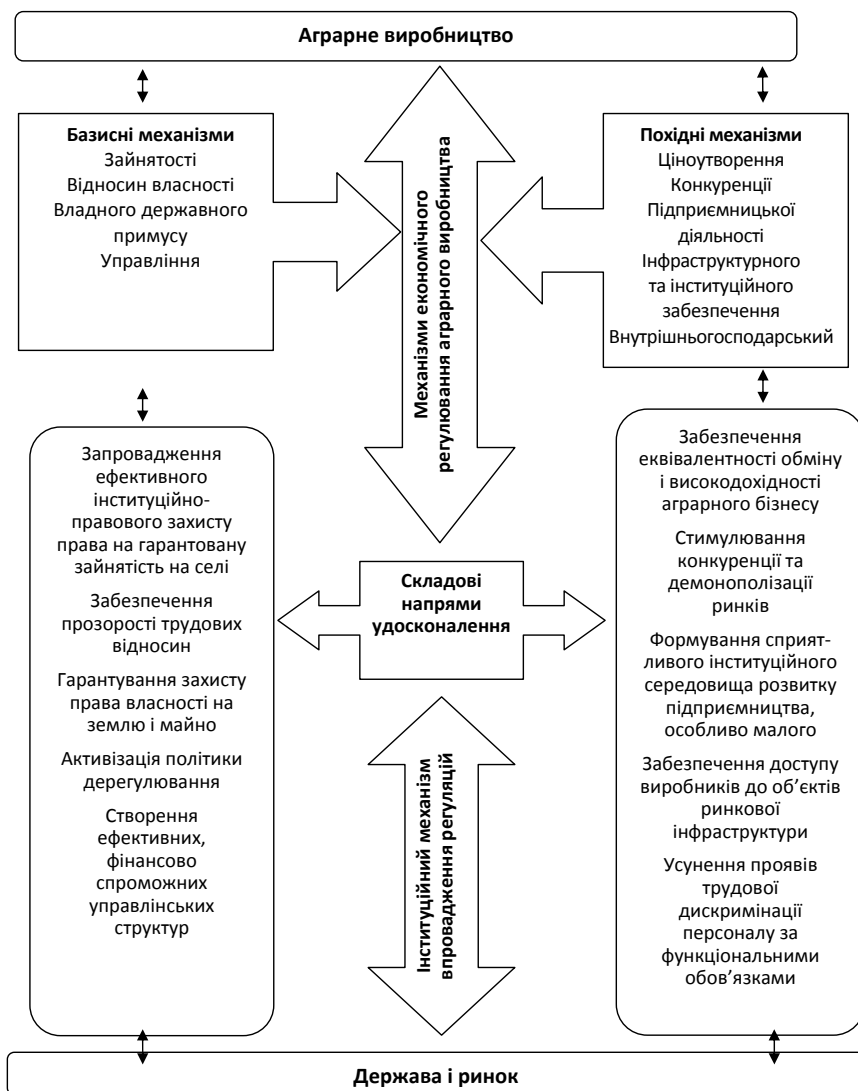 Аграрне виробництво
Базисні механізми
Зайнятості
Відносин власності
Владного державного
примусу
Управління
Механізми економічного
регулювання аграрного виробництва
Похідні механізми
Ціноутворення
Конкуренції
Підприємницької
діяльності
Інфраструктурного
та інституційного
забезпечення
Внутрішньогосподарський
Запровадження
ефективного
інституційно-
правового захисту
права на гарантовану
зайнятість на селі
Забезпечення
прозорості трудових
відносин
Гарантування захисту
права власності на
землю і майно
Активізація політики
дерегулювання
Створення
ефективних,
фінансово
спроможних
управлінських
структур
Складові
напрями
удосконалення
Інституційний механізм
впровадження регуляцій
Забезпечення
еквівалентності обміну
і високодохідності
аграрного бізнесу
Стимулювання
конкуренції та
демонополізації
ринків
Формування сприят-
ливого інституційного
середовища розвитку
підприємництва,
особливо малого
Забезпечення доступу
виробників до об’єктів
ринкової
інфраструктури
Усунення проявів
трудової
дискримінації
персоналу за
функціональними
обов’язками
Держава і ринок